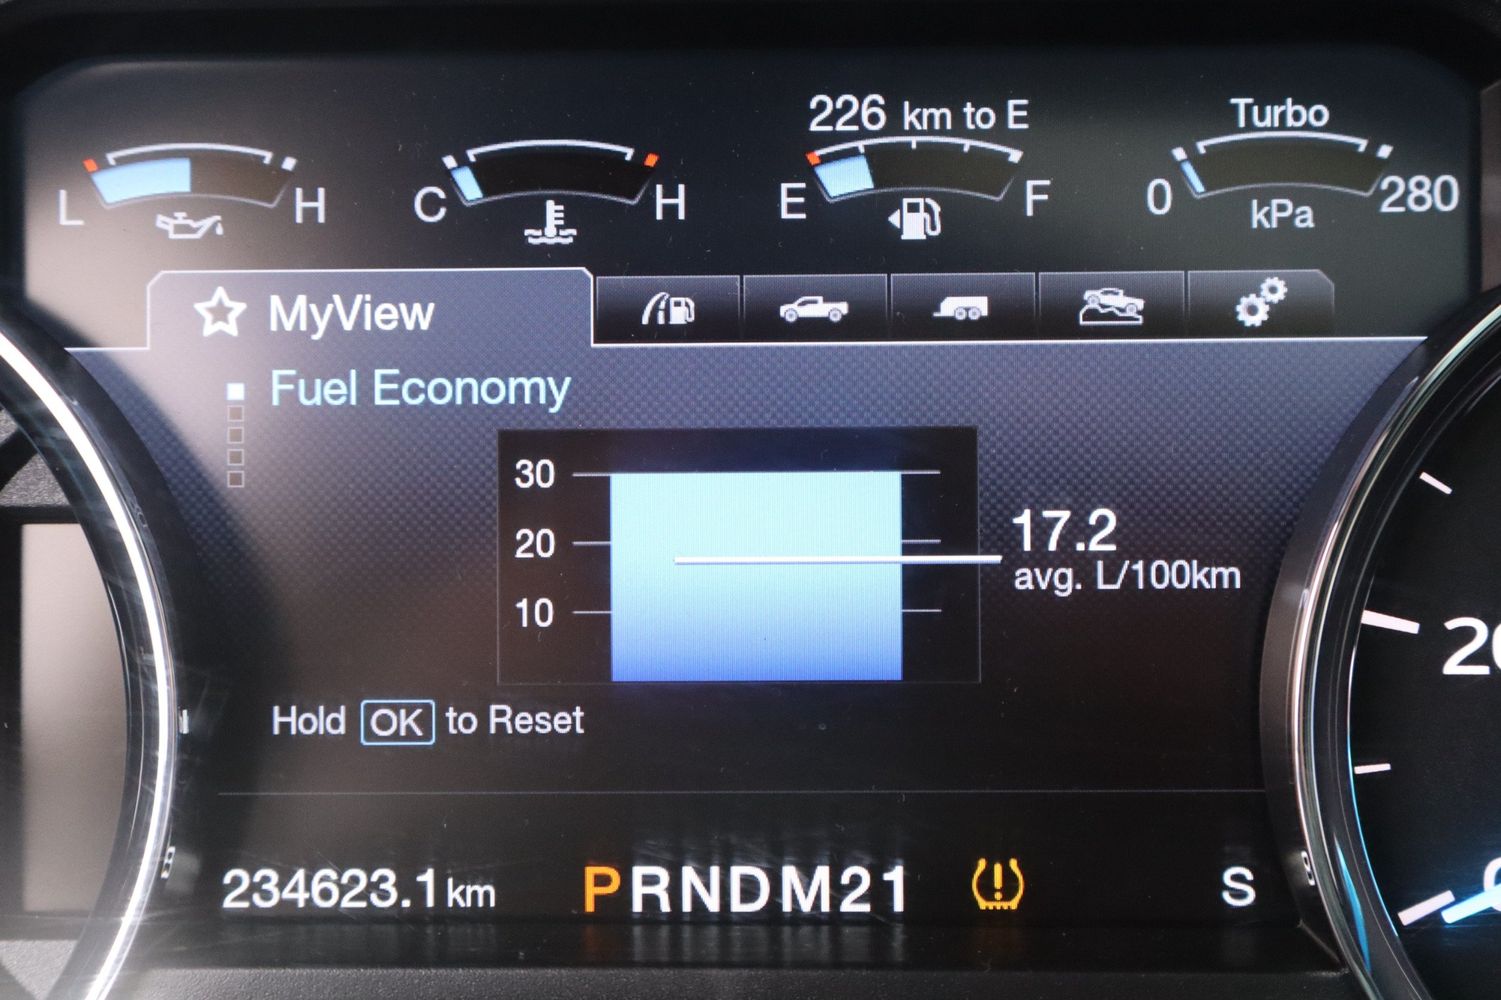 226 km to E
Turbo
L H
C H
E F
0 280
kPa
MyView
Fuel Economy
30
20
10
17.2
avg. L/100km
Hold OK to Reset
234623.1 km
PRNDM21
S